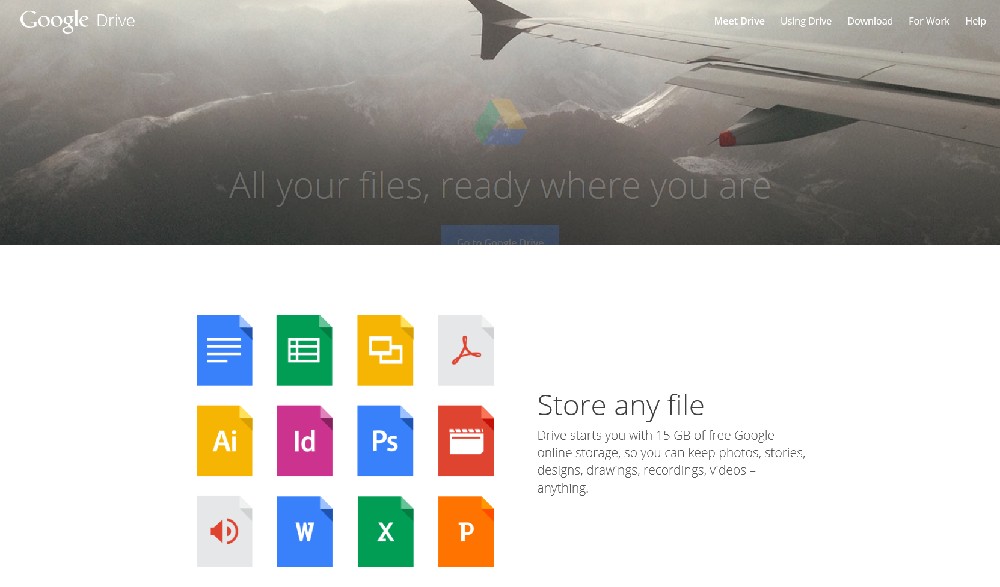 Google Drive
Meet Drive Using Drive Download For Work Help
All your files, ready where you are
Go to Google Drive
Ai Id Ps
W X P
Store any file
Drive starts you with 15 GB of free Google
online storage, so you can keep photos, stories,
designs, drawings, recordings, videos –
anything.